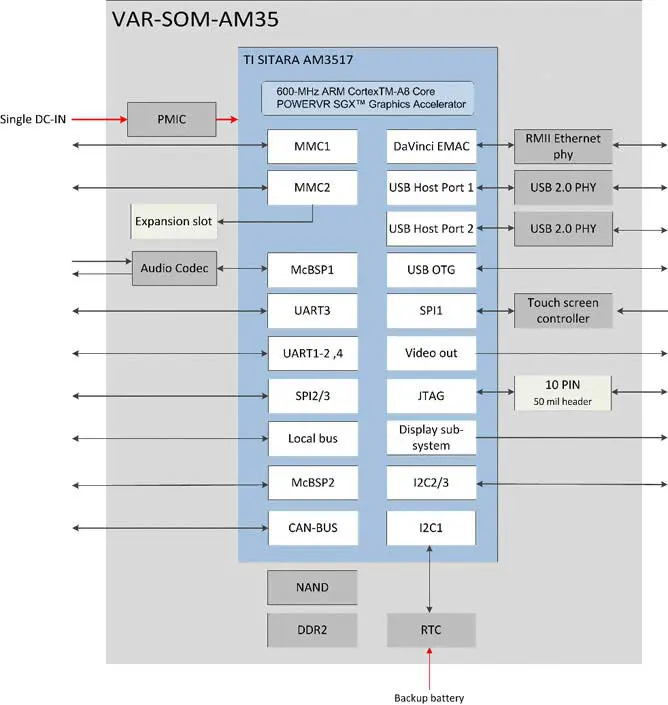 VAR-SOM-AM35
TI SITARA AM3517
600-MHz ARM CortexTM-A8 Core
POWERVR SGX™ Graphics Accelerator
Single DC-IN
PMIC
MMC1
DaVinci EMAC
RMII Ethernet
phy
MMC2
USB Host Port 1
USB 2.0 PHY
Expansion slot
USB Host Port 2
USB 2.0 PHY
Audio Codec
McBSP1
USB OTG
UART3
SPI1
Touch screen
controller
UART1-2 ,4
Video out
SPI2/3
JTAG
10 PIN
50 mil header
Local bus
Display sub-
system
McBSP2
I2C2/3
CAN-BUS
I2C1
NAND
DDR2
RTC
Backup battery